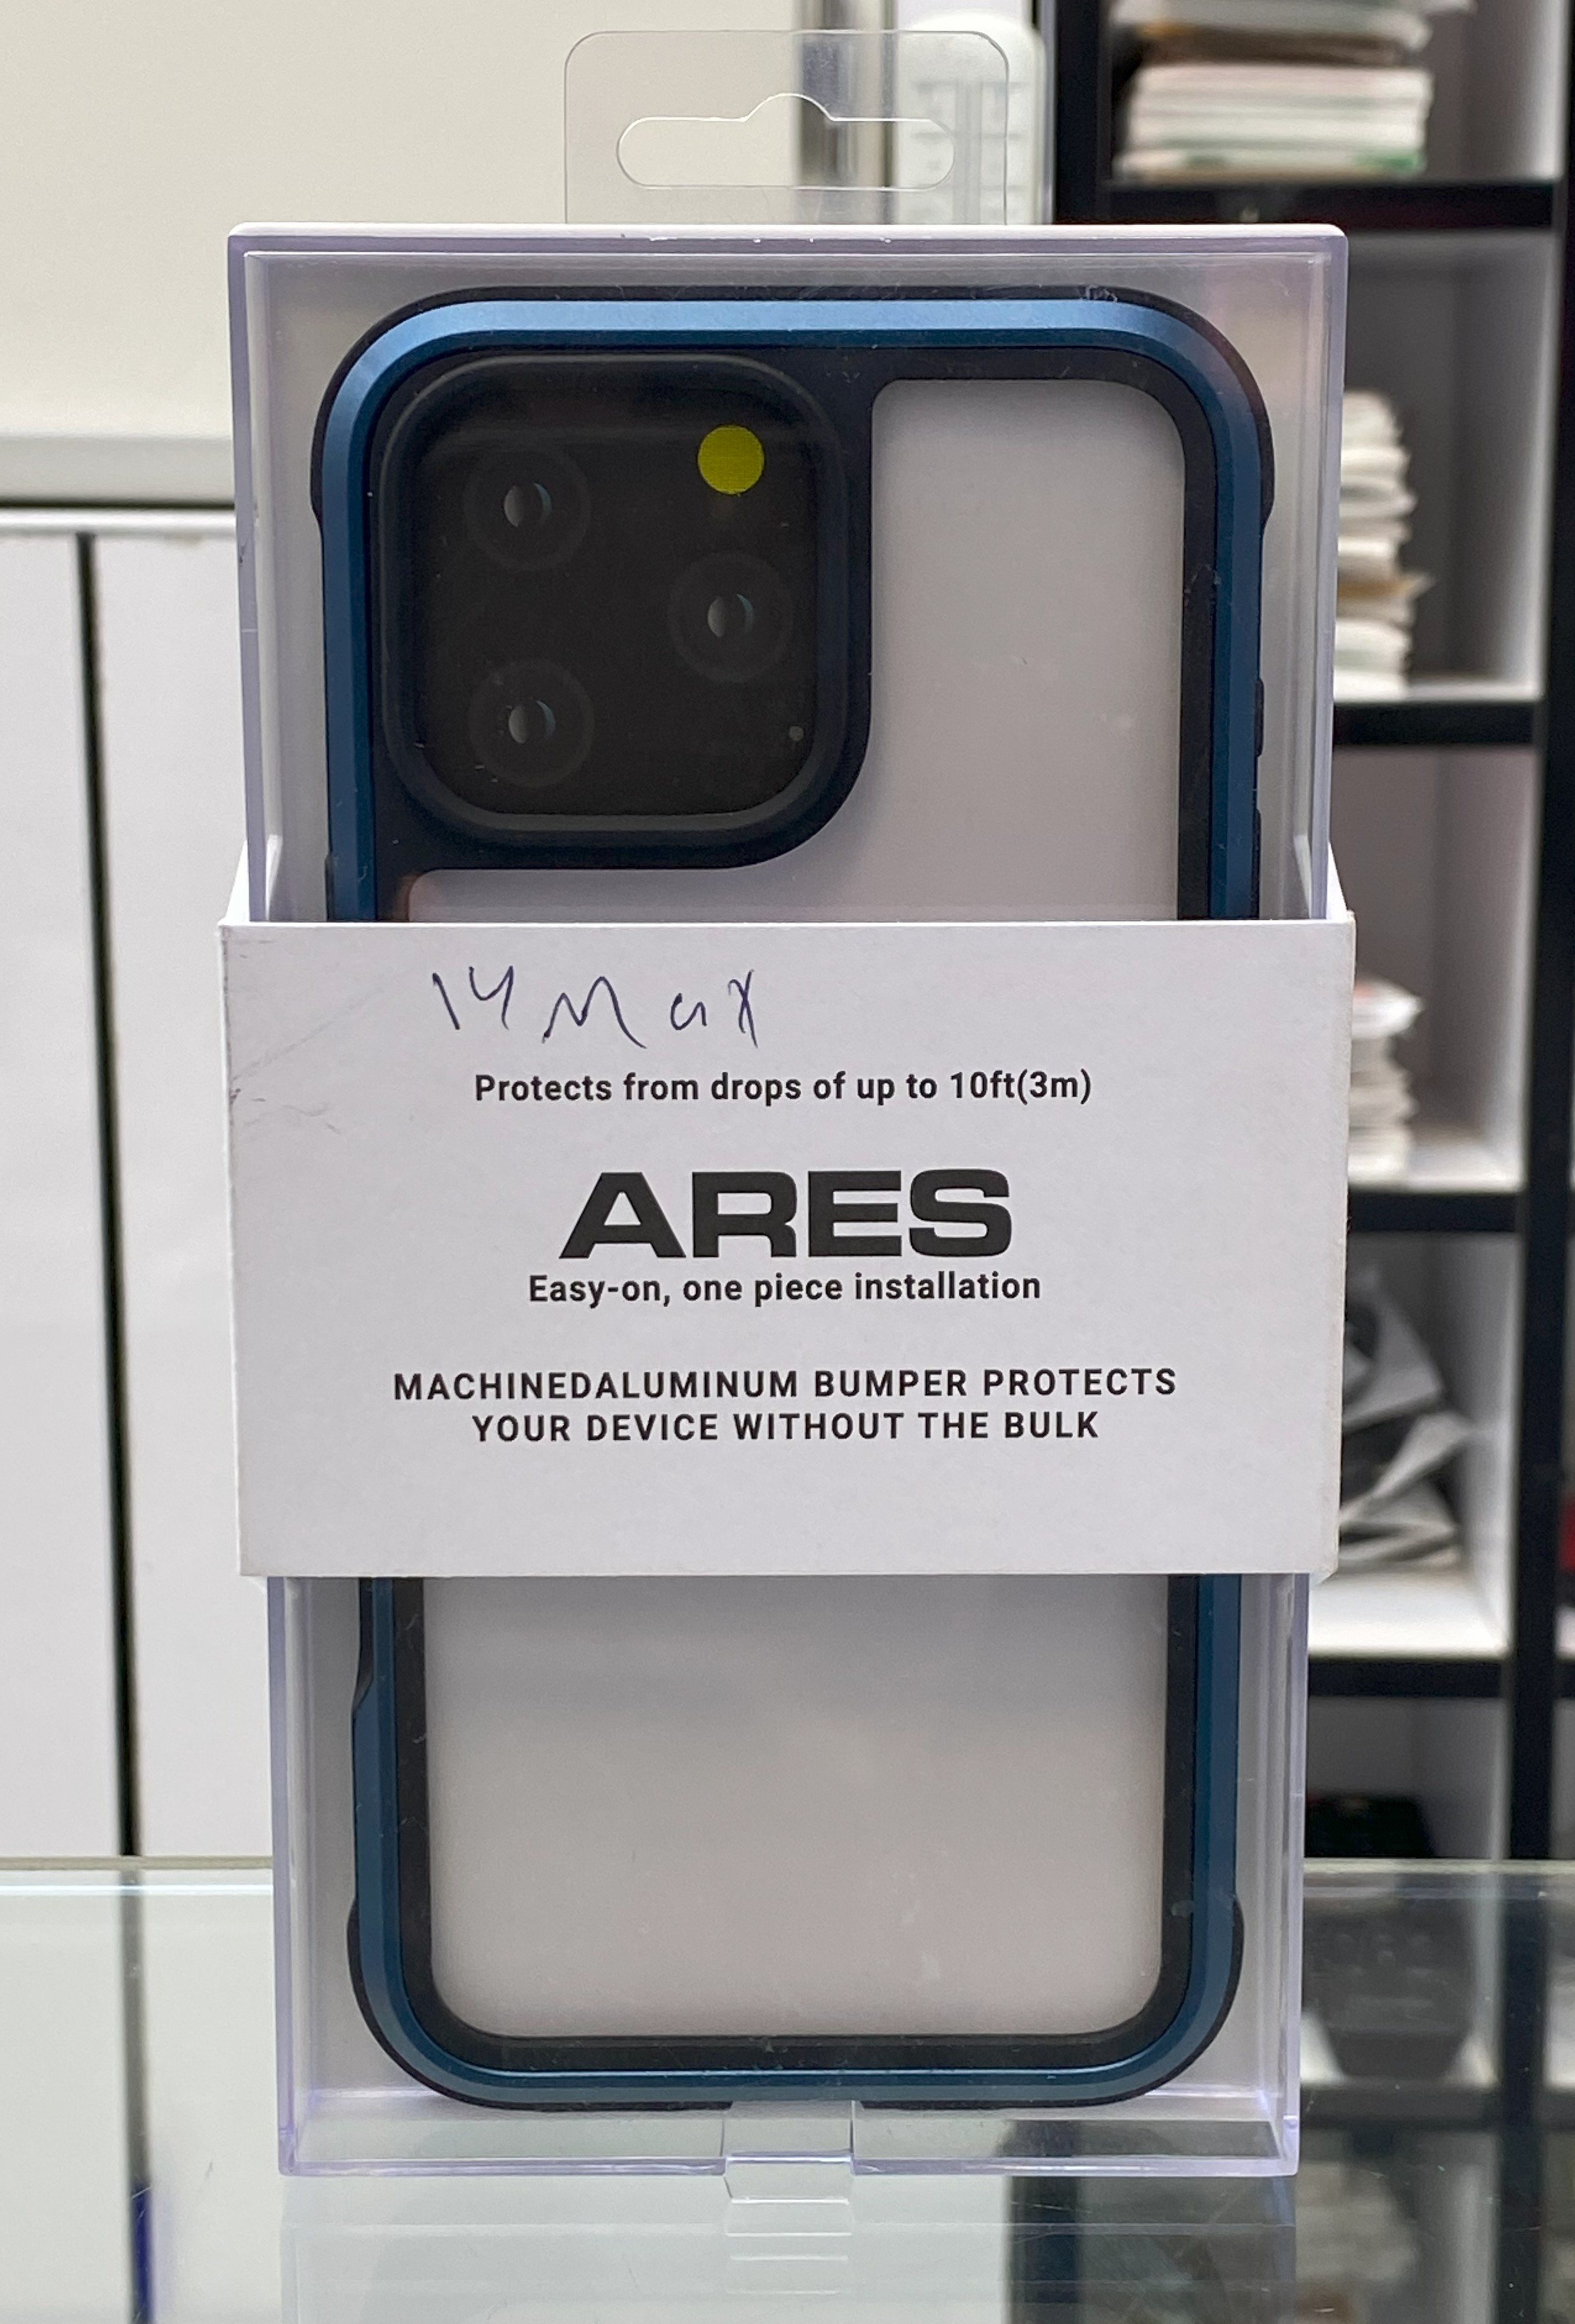 14 Max
Protects from drops of up to 10ft(3m)
ARES
Easy-on, one piece installation
MACHINEDALUMINUM BUMPER PROTECTS
YOUR DEVICE WITHOUT THE BULK